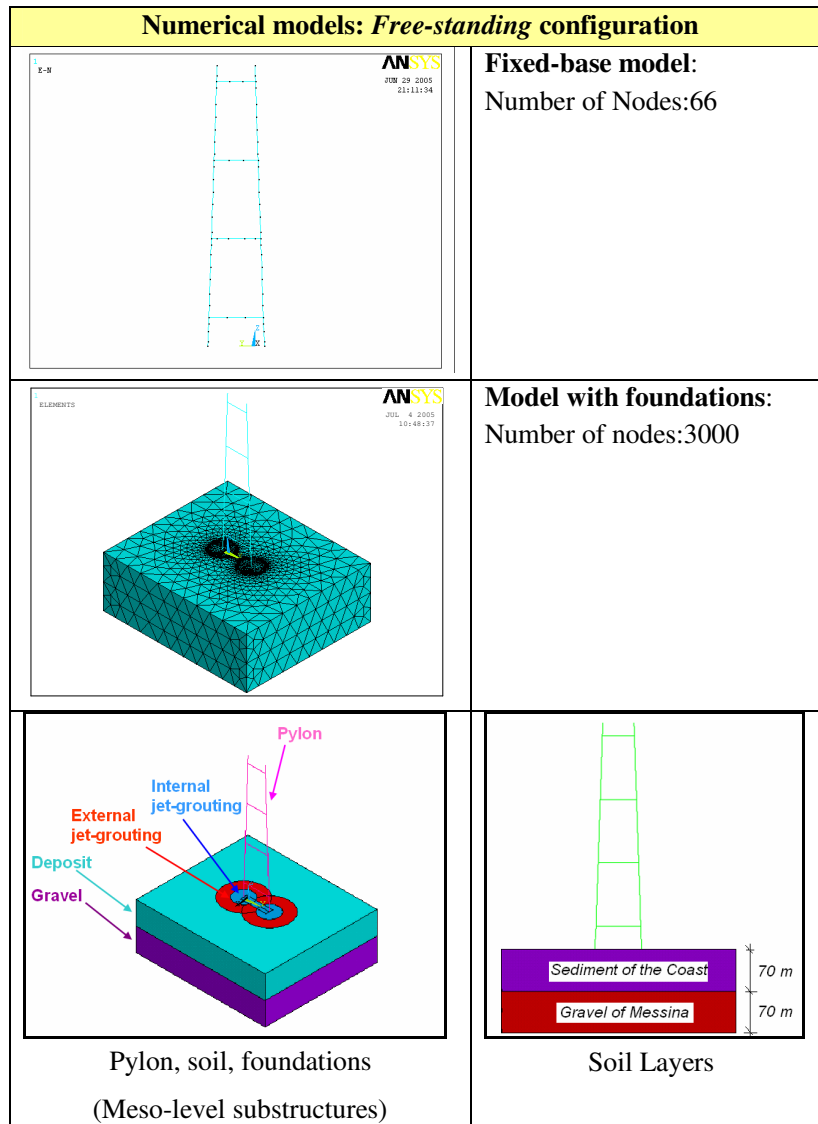 Numerical models: Free-standing configuration
1
E-N
ANSYS
JUN 29 2005
21:11:34
Z
Y
X
Fixed-base model:
Number of Nodes:66
1
ELEMENTS
ANSYS
JUL 4 2005
10:48:37
Model with foundations:
Number of nodes:3000
Pylon
Internal
jet-grouting
External
jet-grouting
Deposit
Gravel
Pylon, soil, foundations
(Meso-level substructures)
Sediment of the Coast
70 m
Gravel of Messina
70 m
Soil Layers